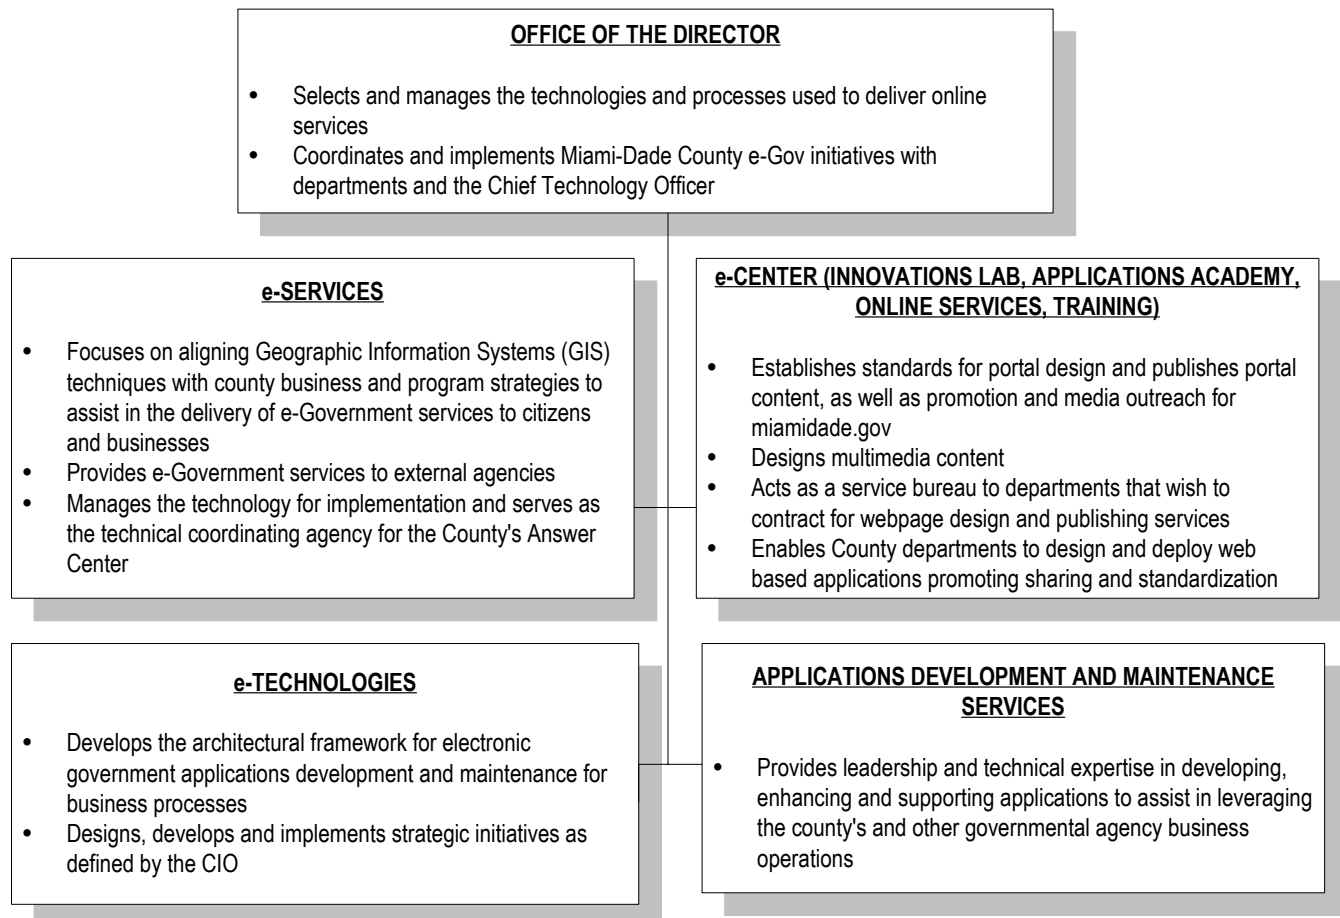 OFFICE OF THE DIRECTOR
• Selects and manages the technologies and processes used to deliver online
services
• Coordinates and implements Miami-Dade County e-Gov initiatives with
departments and the Chief Technology Officer
e-SERVICES
• Focuses on aligning Geographic Information Systems (GIS)
techniques with county business and program strategies to
assist in the delivery of e-Government services to citizens
and businesses
• Provides e-Government services to external agencies
• Manages the technology for implementation and serves as
the technical coordinating agency for the County's Answer
Center
e-CENTER (INNOVATIONS LAB, APPLICATIONS ACADEMY,
ONLINE SERVICES, TRAINING)
• Establishes standards for portal design and publishes portal
content, as well as promotion and media outreach for
miamidade.gov
• Designs multimedia content
• Acts as a service bureau to departments that wish to
contract for webpage design and publishing services
• Enables County departments to design and deploy web
based applications promoting sharing and standardization
e-TECHNOLOGIES
• Develops the architectural framework for electronic
government applications development and maintenance for
business processes
• Designs, develops and implements strategic initiatives as
defined by the CIO
APPLICATIONS DEVELOPMENT AND MAINTENANCE
SERVICES
• Provides leadership and technical expertise in developing,
enhancing and supporting applications to assist in leveraging
the county's and other governmental agency business
operations